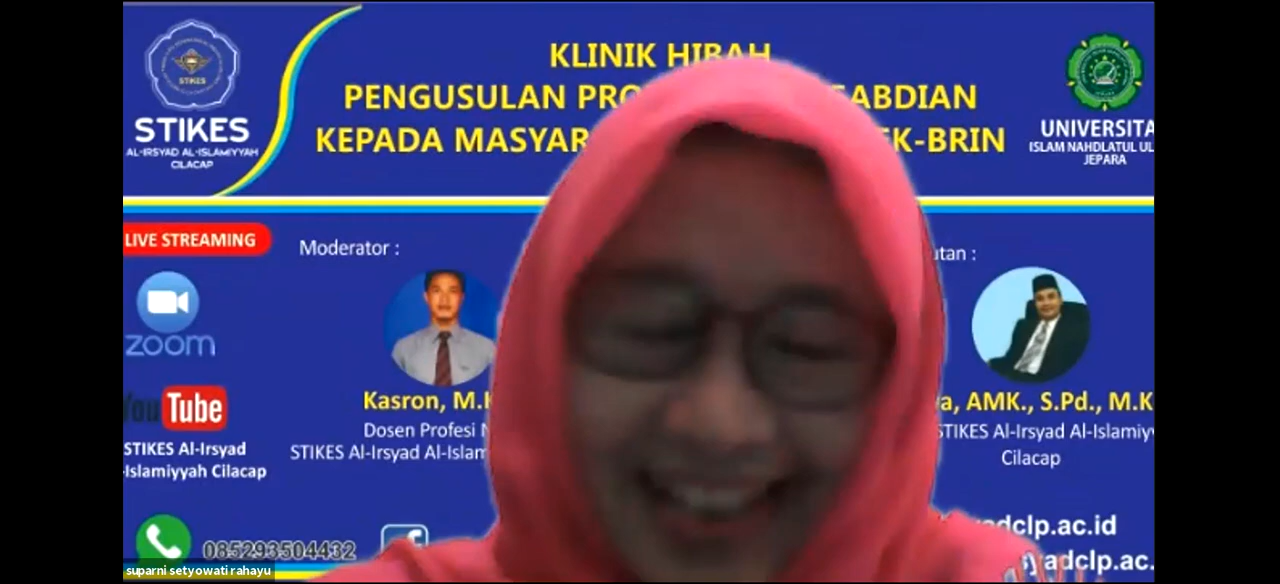 STIKES
STIKES
AL-IRSYAD AL-ISLAMIYYAH
CILACAP
KLINIK HIBAH
PENGUSULAN PRO ABDIAN
KEPADA MASYAR EK-BRIN
UNIVERSITA
ISLAM NAHDLATUL UL
JEPARA
LIVE STREAMING
zoom
YouTube
STIKES Al-Irsyad
-Islamiyyah Cilacap
085293504432
Moderator :
Kasron, M.K
Dosen Profesi N
STIKES Al-Irsyad Al-Islam
utan :
ya, AMK., S.Pd., M.K
STIKES Al-Irsyad Al-Islamiy
Cilacap
adclp.ac.id
syadclp.ac.
suparni setyowati rahayu